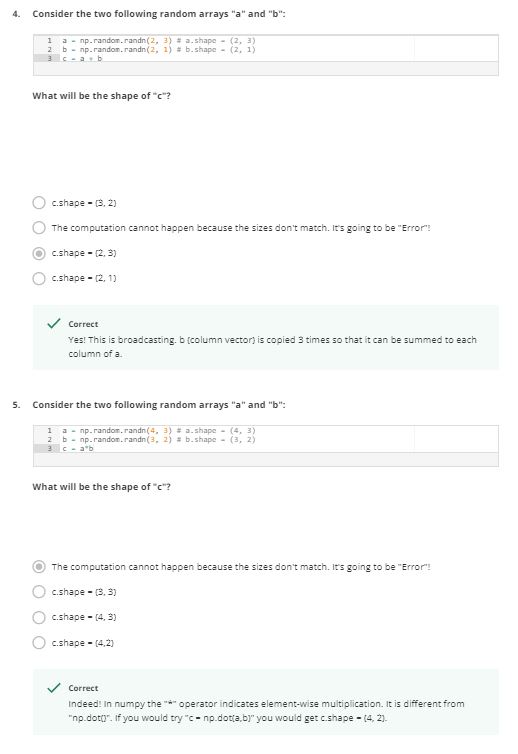 4. Consider the two following random arrays "a" and "b":
1 a = np.random.randn(2, 3) # a.shape = (2, 3)
2 b = np.random.randn(2, 1) # b.shape = (2, 1)
3 c = a + b
What will be the shape of "c"?
c.shape = (3, 2)
The computation cannot happen because the sizes don't match. It's going to be "Error"!
c.shape = (2, 3)
c.shape = (2, 1)
Correct
Yes! This is broadcasting. b (column vector) is copied 3 times so that it can be summed to each
column of a.
5. Consider the two following random arrays "a" and "b":
1 a = np.random.randn(4, 3) # a.shape = (4, 3)
2 b = np.random.randn(3, 2) # b.shape = (3, 2)
3 c = a*b
What will be the shape of "c"?
The computation cannot happen because the sizes don't match. It's going to be "Error"!
c.shape = (3, 3)
c.shape = (4, 3)
c.shape = (4,2)
Correct
Indeed! In numpy the "*" operator indicates element-wise multiplication. It is different from
"np.dot()". If you would try "c = np.dot(a,b)" you would get c.shape = (4, 2).